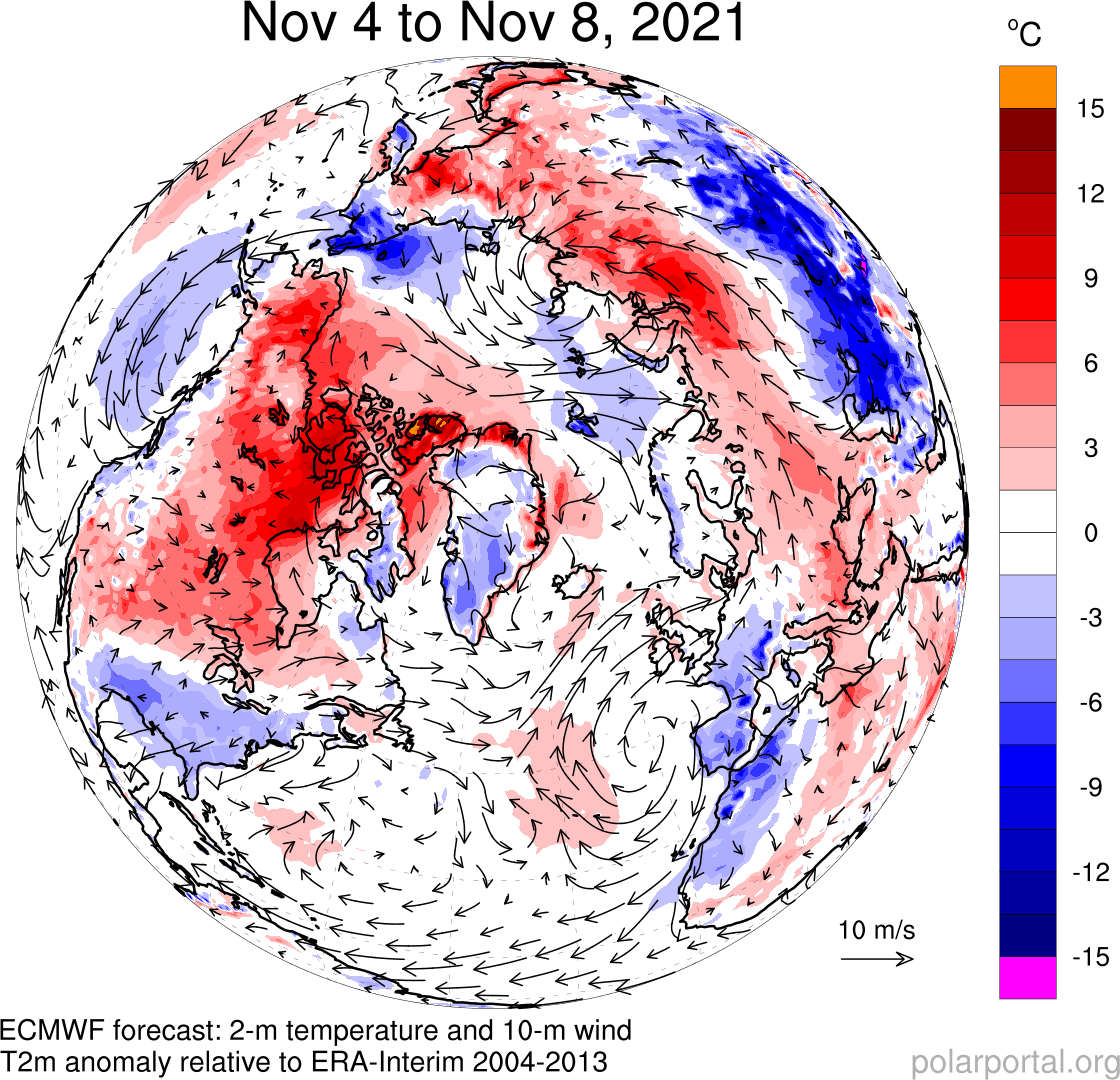 Nov 4 to Nov 8, 2021
°C
15
12
9
6
3
0
-3
-6
-9
-12
-15
10 m/s
ECMWF forecast: 2-m temperature and 10-m wind
T2m anomaly relative to ERA-Interim 2004-2013
polarportal.org